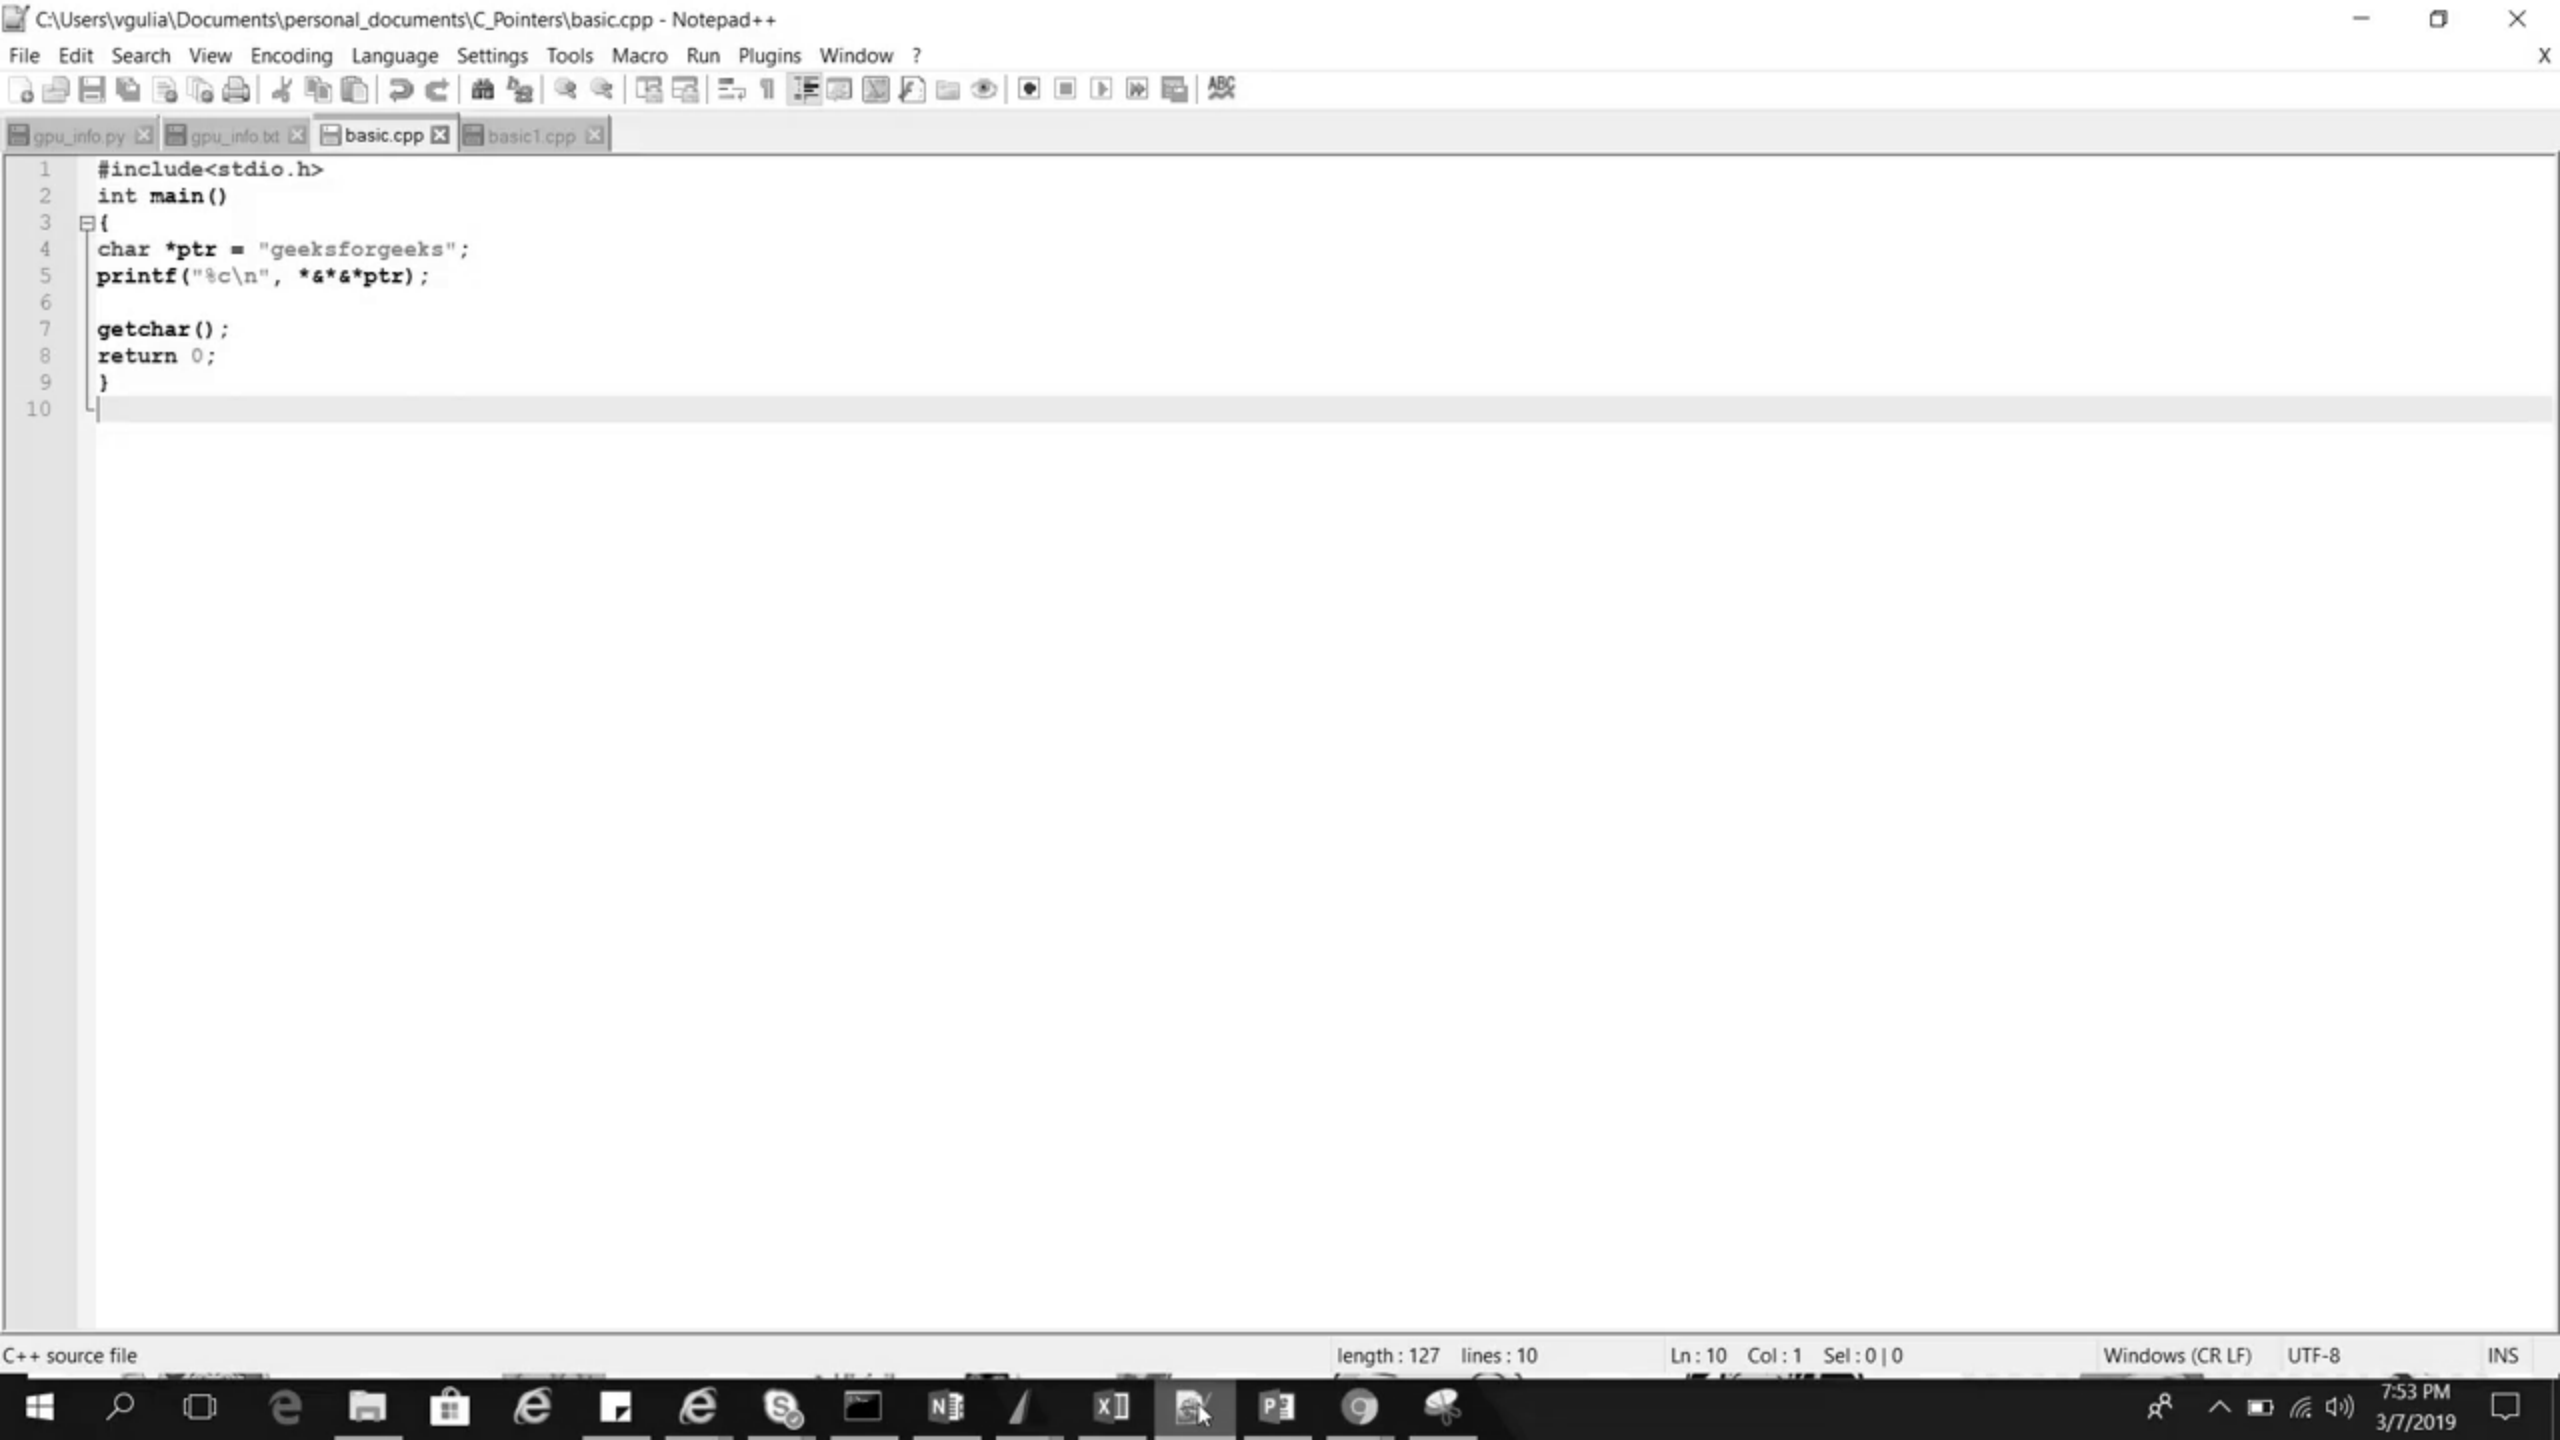 C:\Users\vgulia\Documents\personal_documents\C_Pointers\basic.cpp - Notepad++
File Edit Search View Encoding Language Settings Tools Macro Run Plugins Window ? X
ABC
gpu_info.py gpu_info.txt basic.cpp basic1.cpp
1 #include<stdio.h>
2 int main()
3 {
4 char *ptr = "geeksforgeeks";
5 printf("%c\n", *&*&*ptr);
6
7 getchar();
8 return 0;
9 }
10
C++ source file length : 127 lines : 10 Ln : 10 Col : 1 Sel : 0 | 0 Windows (CR LF) UTF-8 INS
7:53 PM
3/7/2019